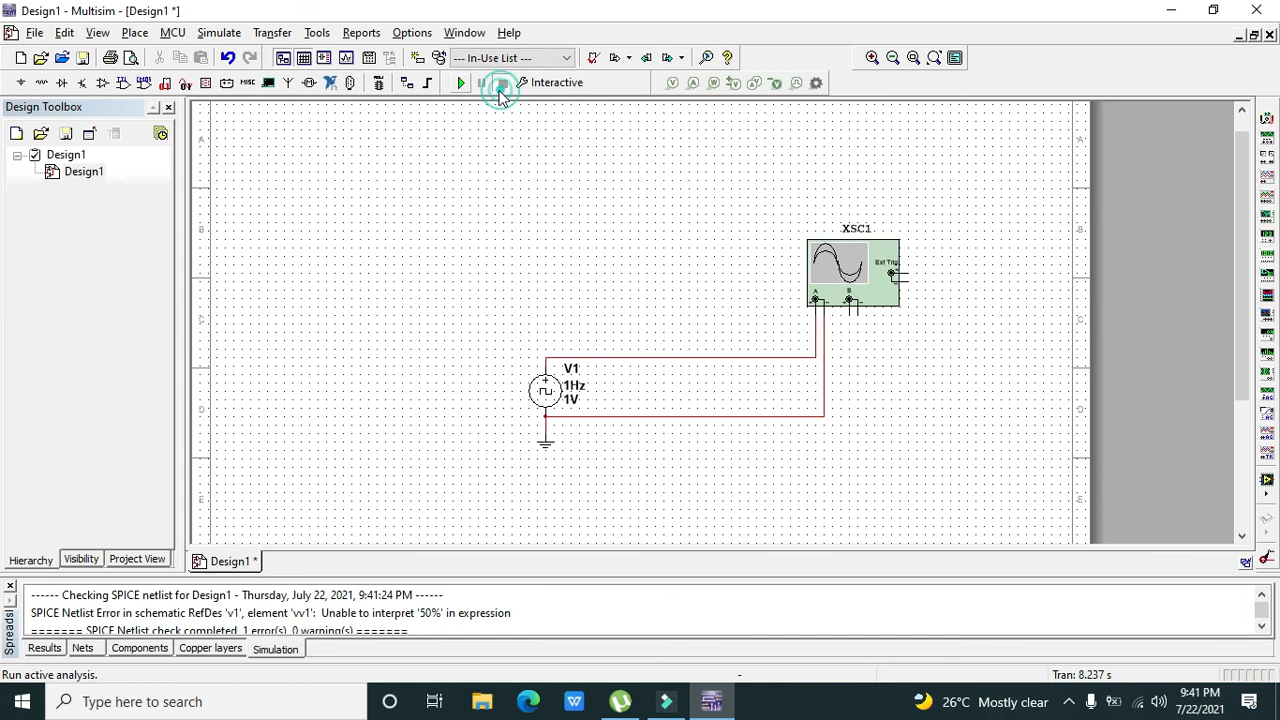 Design1 - Multisim - [Design1 *]
File Edit View Place MCU Simulate Transfer Tools Reports Options Window Help
--- In-Use List ---
Interactive
Design Toolbox
Design1
Design1
A
A
B
B
C
C
D
D
E
E
XSC1
Ext Trig
A
B
V1
1Hz
1V
Hierarchy Visibility Project View
Design1 *
------ Checking SPICE netlist for Design1 - Thursday, July 22, 2021, 9:41:24 PM ------
SPICE Netlist Error in schematic RefDes 'v1', element 'vv1': Unable to interpret '50%' in expression
======= SPICE Netlist check completed, 1 error(s), 0 warning(s) =======
Results Nets Components Copper layers Simulation
Run active analysis.
-
Tran: 8.237 s
Type here to search
26°C Mostly clear
9:41 PM
7/22/2021